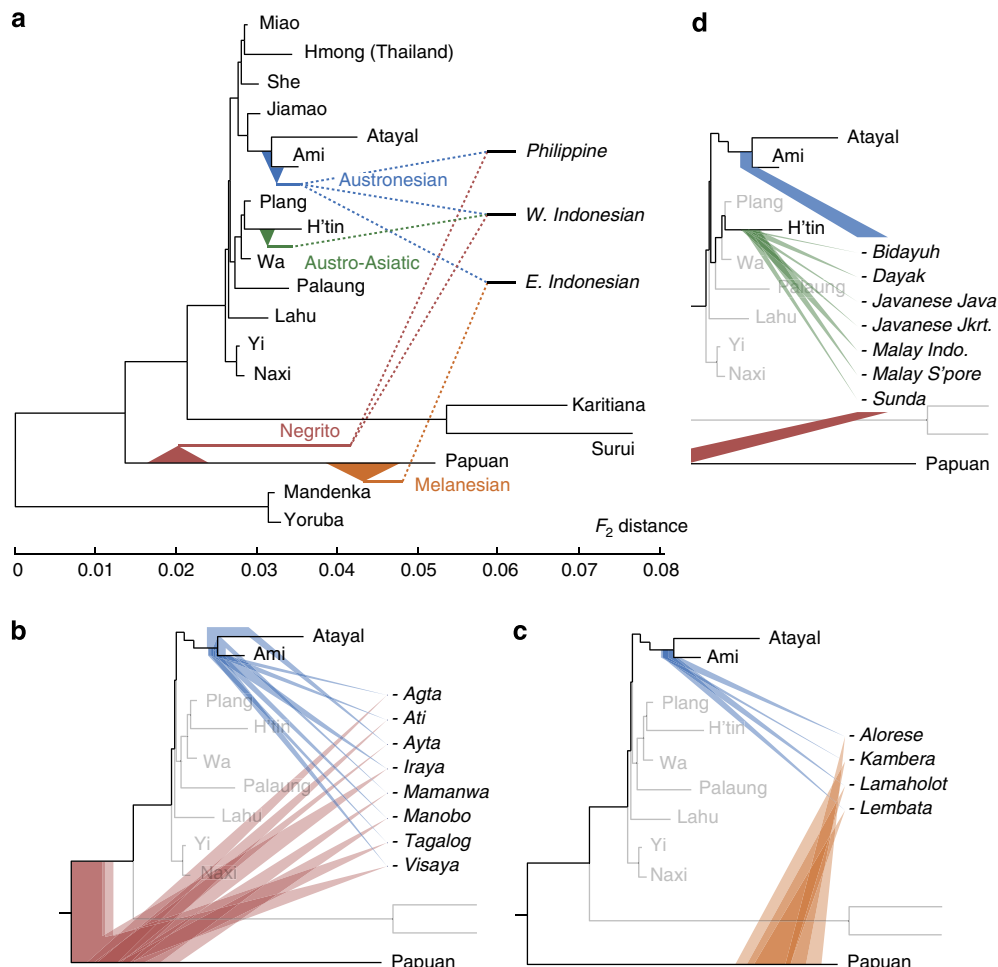 a
Miao
Hmong (Thailand)
She
Jiamao
Atayal
Ami
Austronesian
Plang
H'tin
Wa
Austro-Asiatic
Palaung
Lahu
Yi
Naxi
Karitiana
Surui
Negrito
Papuan
Melanesian
Mandenka
Yoruba
Philippine
W. Indonesian
E. Indonesian
F2 distance
0 0.01 0.02 0.03 0.04 0.05 0.06 0.07 0.08
d
Atayal
Ami
Plang
H'tin
Wa
Palaung
Lahu
Yi
Naxi
- Bidayuh
- Dayak
- Javanese Java
- Javanese Jkrt.
- Malay Indo.
- Malay S'pore
- Sunda
Papuan
b
Atayal
Ami
Plang
H'tin
Wa
Palaung
Lahu
Yi
Naxi
- Agta
- Ati
- Ayta
- Iraya
- Mamanwa
- Manobo
- Tagalog
- Visaya
Papuan
c
Atayal
Ami
Plang
H'tin
Wa
Palaung
Lahu
Yi
Naxi
- Alorese
- Kambera
- Lamaholot
- Lembata
Papuan